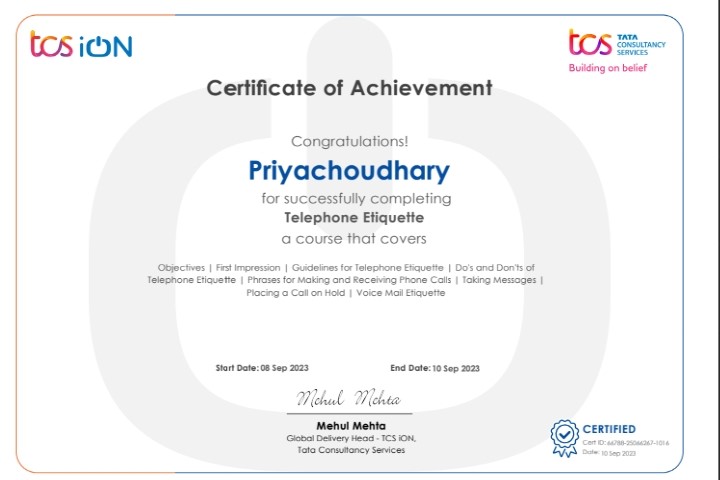 tcs iON
tcs TATA
CONSULTANCY
SERVICES
Building on belief
Certificate of Achievement
Congratulations!
Priyachoudhary
for successfully completing
Telephone Etiquette
a course that covers
Objectives | First Impression | Guidelines for Telephone Etiquette | Do's and Don'ts of
Telephone Etiquette | Phrases for Making and Receiving Phone Calls | Taking Messages |
Placing a Call on Hold | Voice Mail Etiquette
Start Date: 08 Sep 2023 End Date: 10 Sep 2023
Mehul Mehta
Mehul Mehta
Global Delivery Head - TCS iON,
Tata Consultancy Services
CERTIFIED
Cert ID: 66788-25066267-1016
Date: 10 Sep 2023